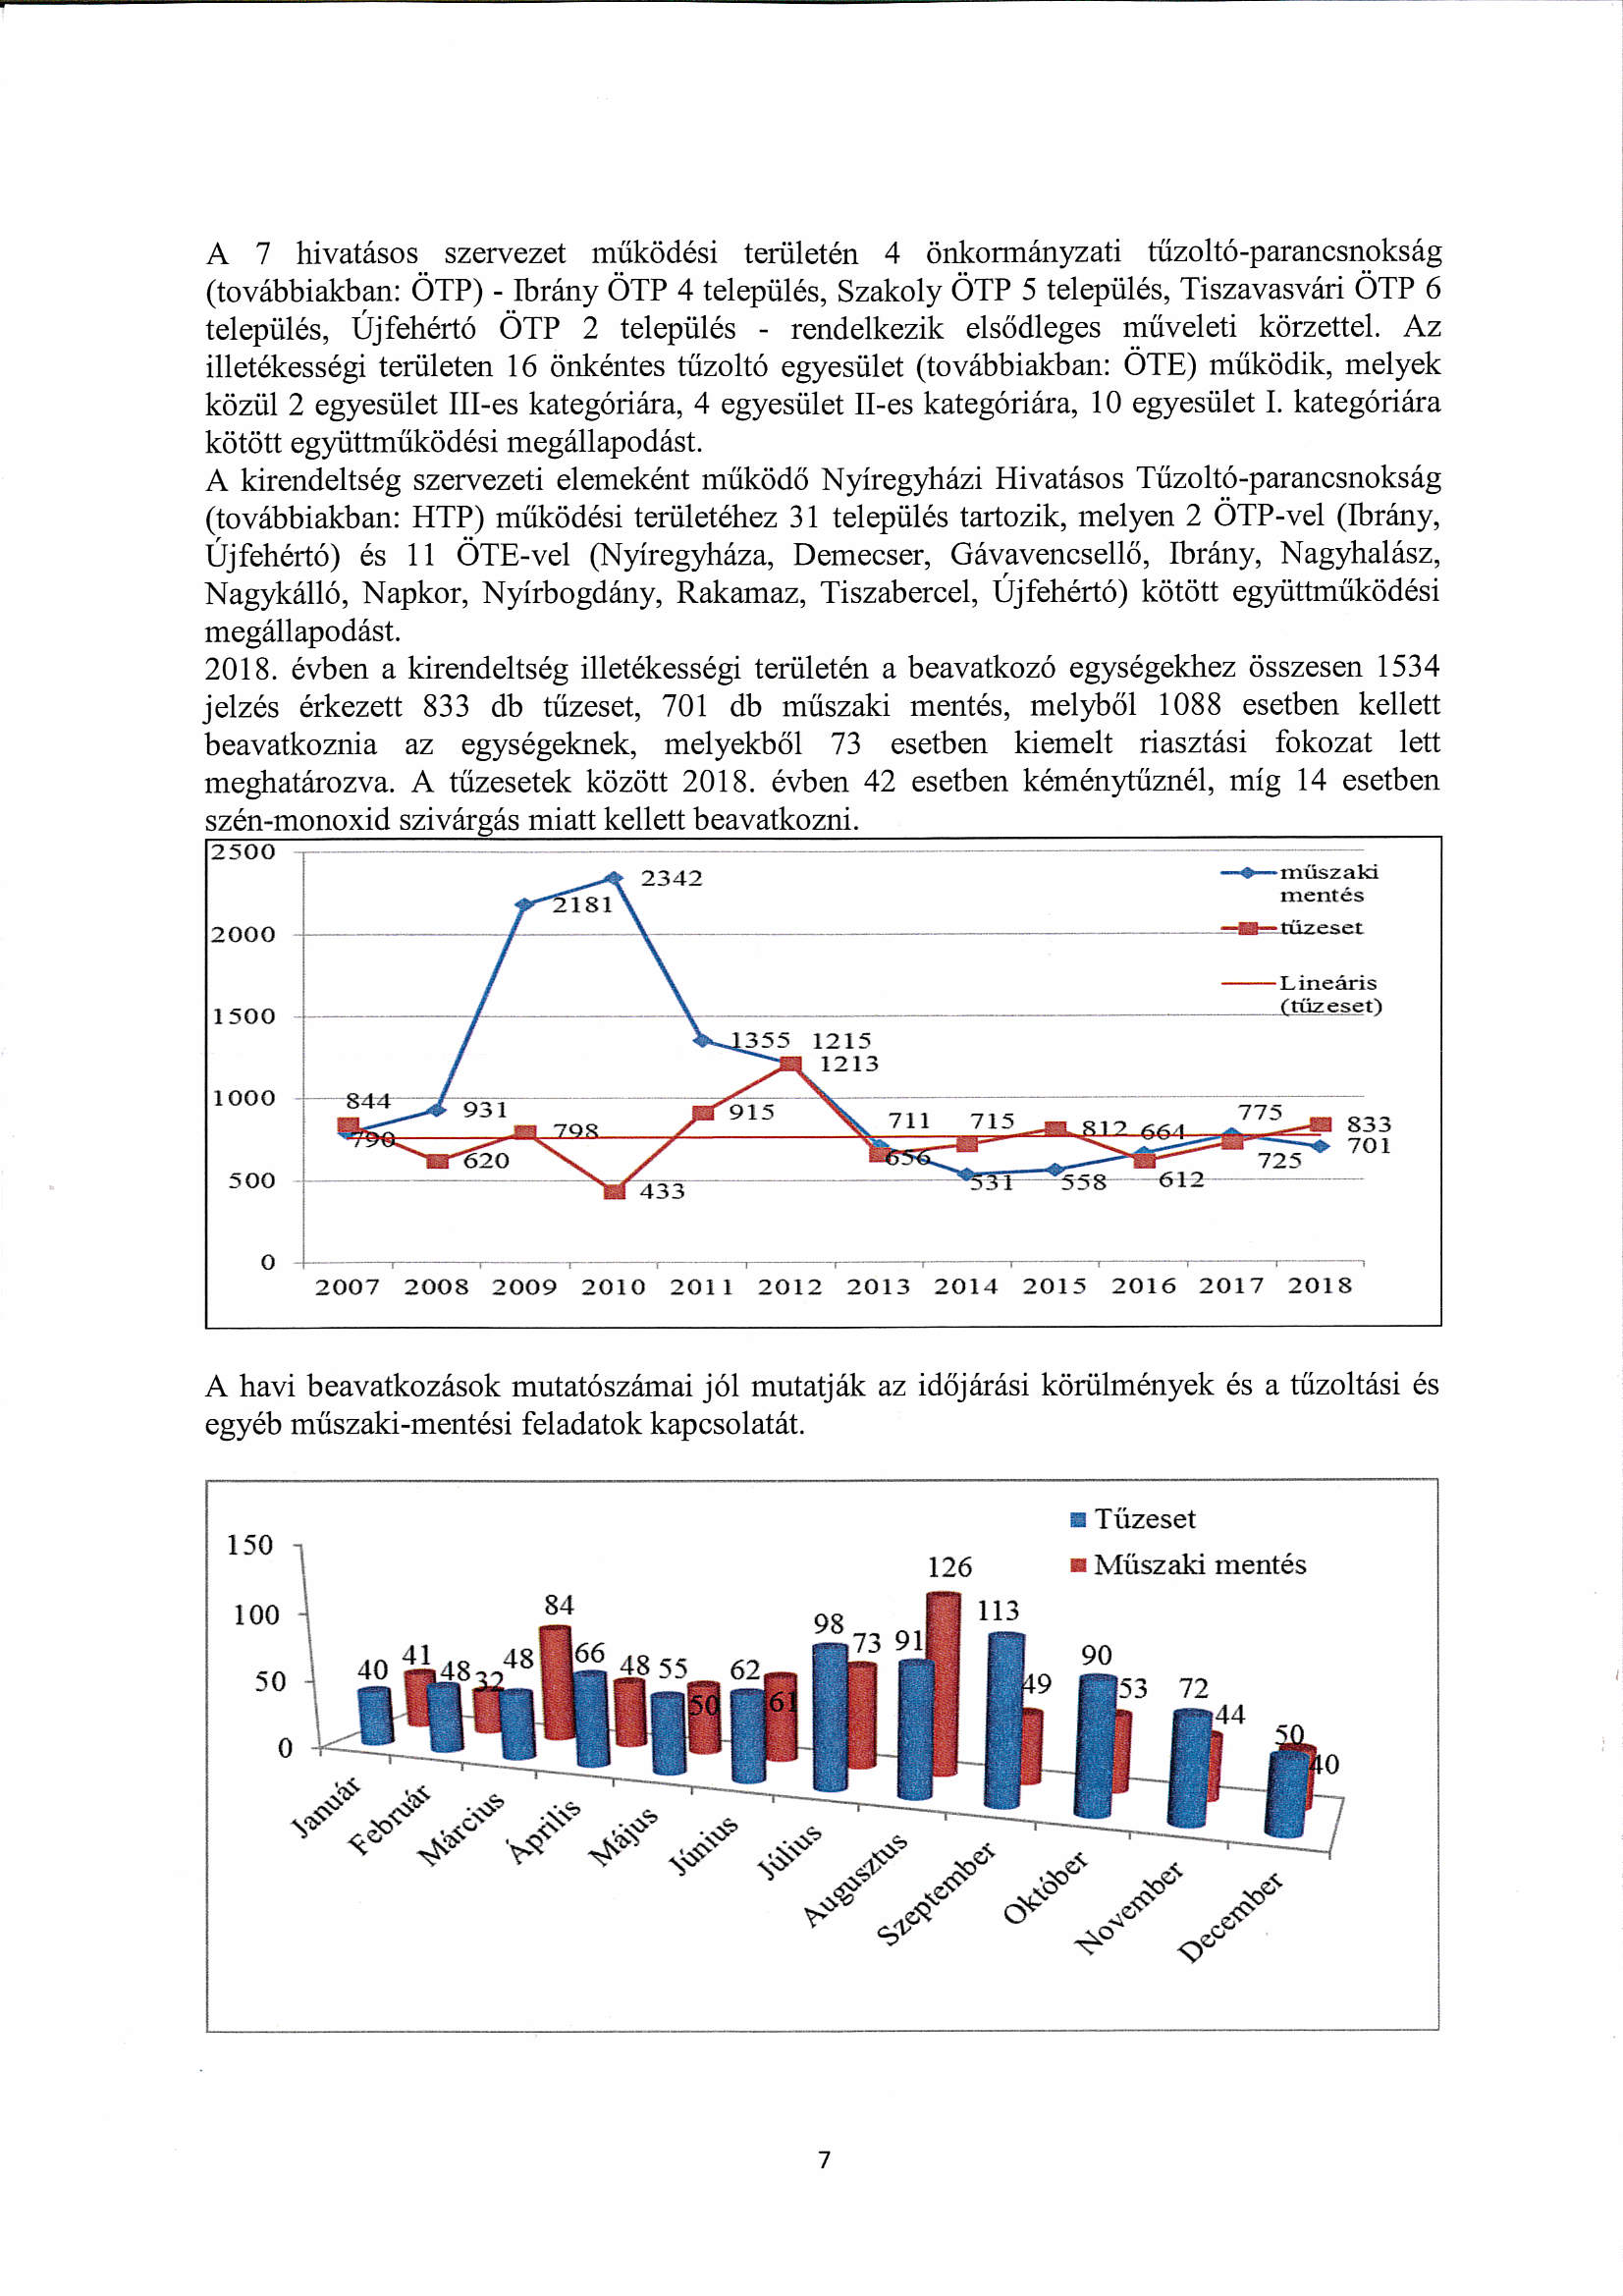 A 7 hivatásos szervezet működési területén 4 önkormányzati tűzoltó-parancsnokság
(továbbiakban: ÖTP) - Ibrány ÖTP 4 település, Szakoly ÖTP 5 település, Tiszavasvári ÖTP 6
település, Újfehértó ÖTP 2 település - rendelkezik elsődleges műveleti körzettel. Az
illetékességi területen 16 önkéntes tűzoltó egyesület (továbbiakban: ÖTE) működik, melyek
közül 2 egyesület III-es kategóriára, 4 egyesület II-es kategóriára, 10 egyesület I. kategóriára
kötött együttműködési megállapodást.
A kirendeltség szervezeti elemeként működő Nyíregyházi Hivatásos Tűzoltó-parancsnokság
(továbbiakban: HTP) működési területéhez 31 település tartozik, melyen 2 ÖTP-vel (Ibrány,
Újfehértó) és 11 ÖTE-vel (Nyíregyháza, Demecser, Gávavencsellő, Ibrány, Nagyhalász,
Nagykálló, Napkor, Nyírbogdány, Rakamaz, Tiszabercel, Újfehértó) kötött együttműködési
megállapodást.
2018. évben a kirendeltség illetékességi területén a beavatkozó egységekhez összesen 1534
jelzés érkezett 833 db tűzeset, 701 db műszaki mentés, melyből 1088 esetben kellett
beavatkoznia az egységeknek, melyekből 73 esetben kiemelt riasztási fokozat lett
meghatározva. A tűzesetek között 2018. évben 42 esetben kéménytűznél, míg 14 esetben
szén-monoxid szivárgás miatt kellett beavatkozni.
2500
2342
műszaki
mentés
2181
2000
tűzeset
Lineáris
(tűzeset)
1500
1355 1215
1213
1000
844
931
915
711 715
812 664
775
833
790
620
798
656
725
701
500
433
531
558
612
0
2007 2008 2009 2010 2011 2012 2013 2014 2015 2016 2017 2018
A havi beavatkozások mutatószámai jól mutatják az időjárási körülmények és a tűzoltási és
egyéb műszaki-mentési feladatok kapcsolatát.
Tűzeset
Műszaki mentés
150
100
50
0
40 41 48 32 48 84 66 48 55 50 62 61 98 73 91 126 113 49 90 53 72 44 50 40
Január
Február
Március
Április
Május
Június
Július
Augusztus
Szeptember
Október
November
December
7